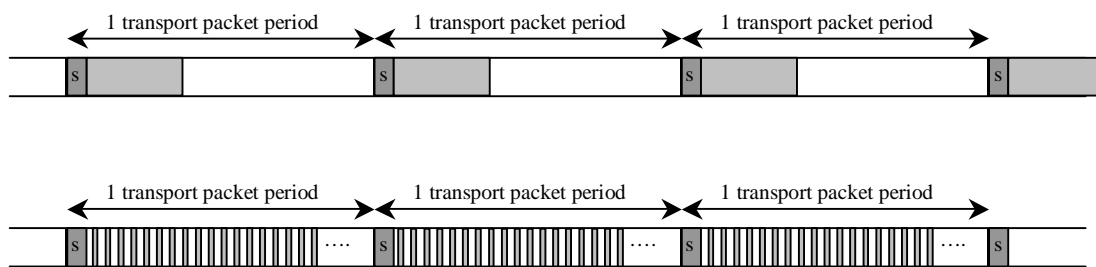 1 transport packet period 1 transport packet period 1 transport packet period
s s s s
1 transport packet period 1 transport packet period 1 transport packet period
s .... s .... s .... s